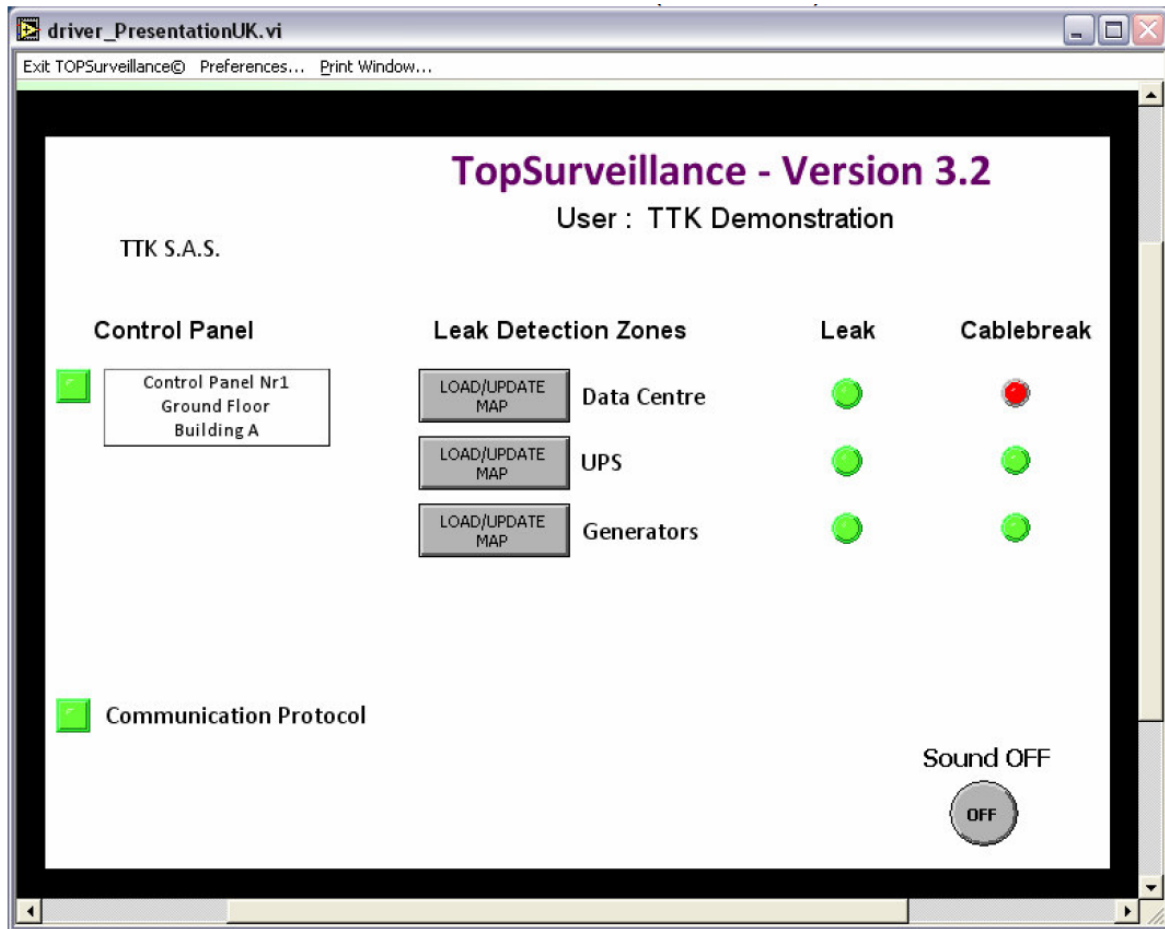 driver_PresentationUK.vi
Exit TOPSurveillance© Preferences... Print Window...
TopSurveillance - Version 3.2
User : TTK Demonstration
TTK S.A.S.
Control Panel Leak Detection Zones Leak Cablebreak
Control Panel Nr1
Ground Floor
Building A
LOAD/UPDATE
MAP
Data Centre
LOAD/UPDATE
MAP
UPS
LOAD/UPDATE
MAP
Generators
Communication Protocol
Sound OFF
OFF